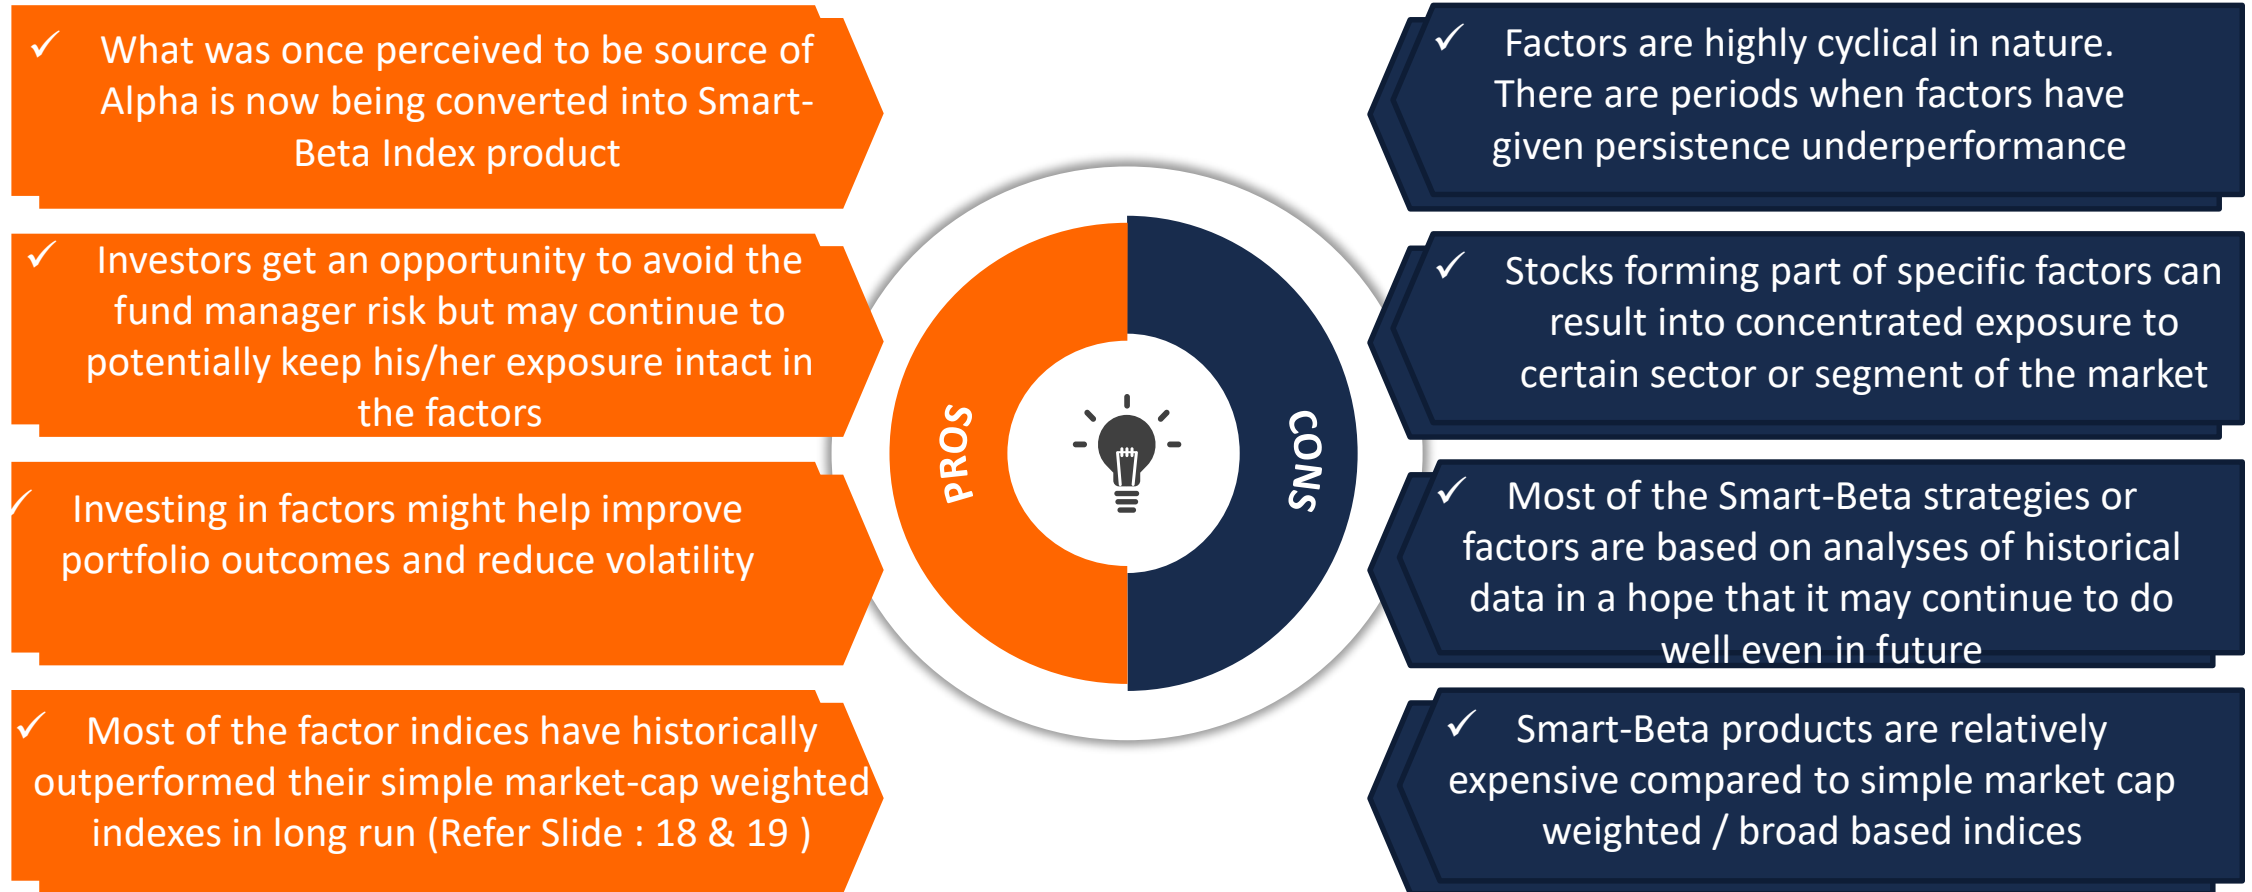 ✓ What was once perceived to be source of
Alpha is now being converted into Smart-
Beta Index product
✓ Investors get an opportunity to avoid the
fund manager risk but may continue to
potentially keep his/her exposure intact in
the factors
✓ Investing in factors might help improve
portfolio outcomes and reduce volatility
✓ Most of the factor indices have historically
outperformed their simple market-cap weighted
indexes in long run (Refer Slide : 18 & 19 )
PROS
CONS
✓ Factors are highly cyclical in nature.
There are periods when factors have
given persistence underperformance
✓ Stocks forming part of specific factors can
result into concentrated exposure to
certain sector or segment of the market
✓ Most of the Smart-Beta strategies or
factors are based on analyses of historical
data in a hope that it may continue to do
well even in future
✓ Smart-Beta products are relatively
expensive compared to simple market cap
weighted / broad based indices